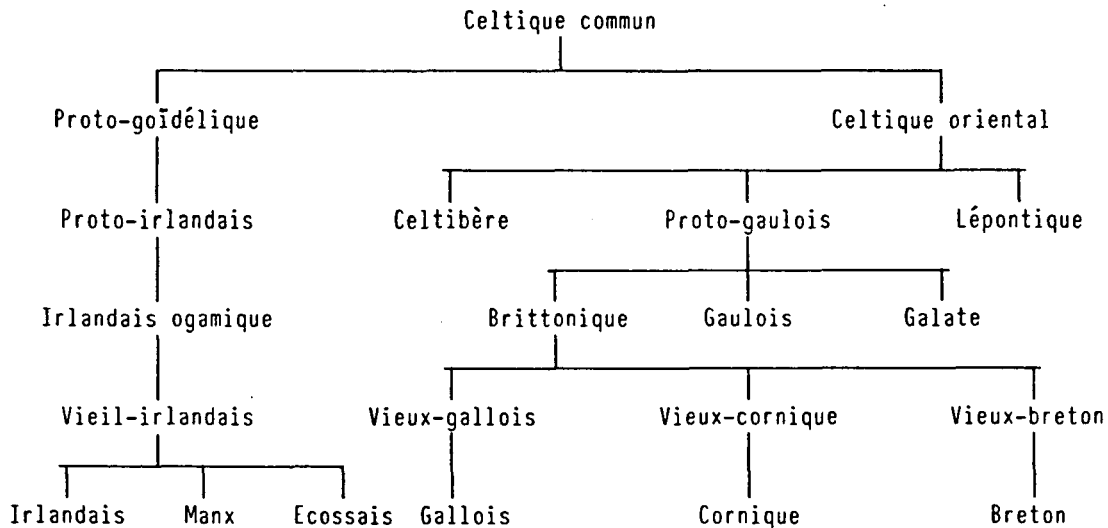 Celtique commun
Proto-goïdélique Celtique oriental
Proto-irlandais Celtibère Proto-gaulois Lépontique
Irlandais ogamique Brittonique Gaulois Galate
Vieil-irlandais Vieux-gallois Vieux-cornique Vieux-breton
Irlandais Manx Ecossais Gallois Cornique Breton